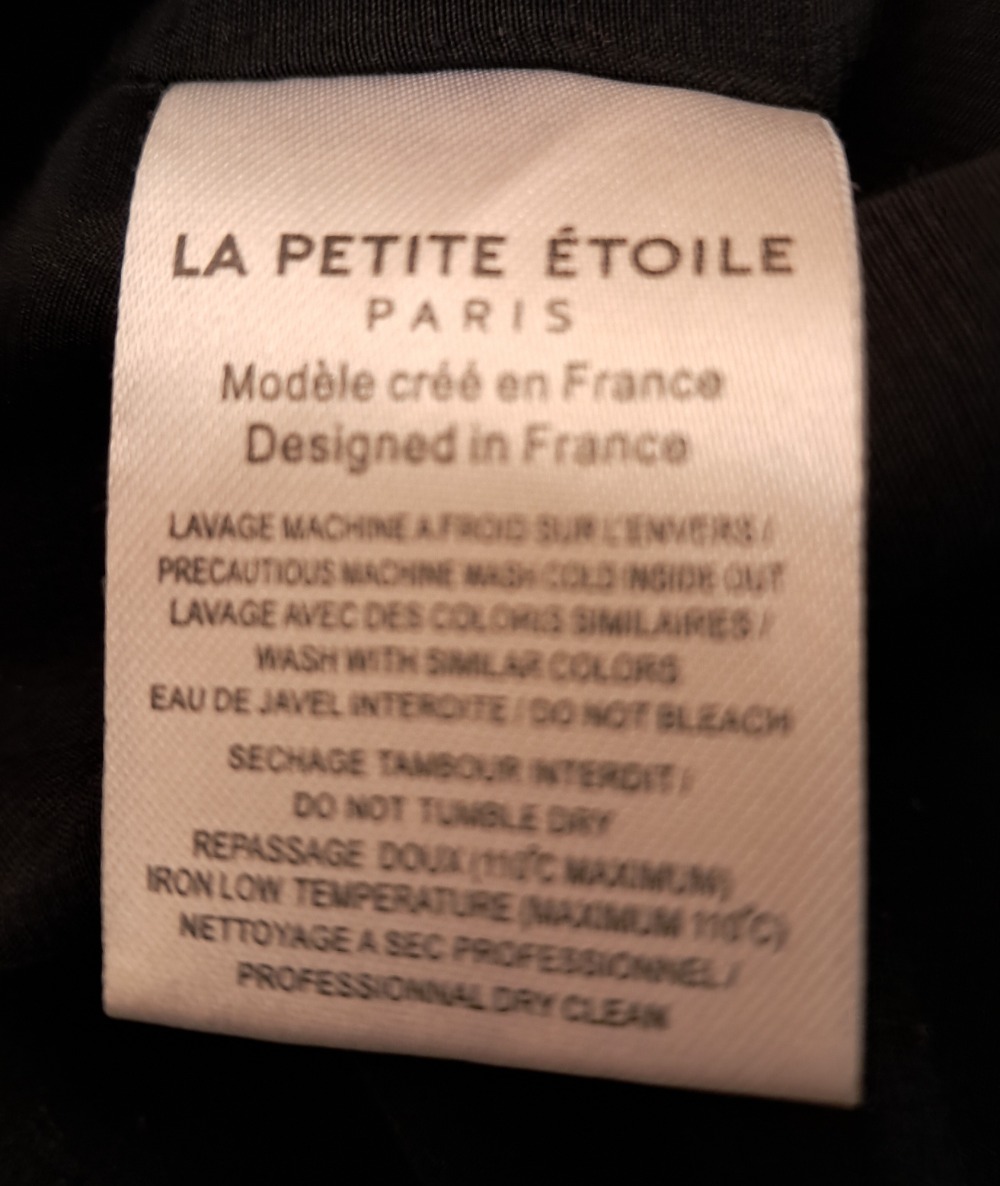 LA PETITE ÉTOILE
PARIS
Modèle créé en France
Designed in France
LAVAGE MACHINE A FROID SUR L'ENVERS /
PRECAUTIOUS MACHINE WASH COLD INSIDE OUT
LAVAGE AVEC DES COLORIS SIMILAIRES /
WASH WITH SIMILAR COLORS
EAU DE JAVEL INTERDITE / DO NOT BLEACH
SECHAGE TAMBOUR INTERDIT /
DO NOT TUMBLE DRY
REPASSAGE DOUX (110°C MAXIMUM)
IRON LOW TEMPERATURE (MAXIMUM 110°C)
NETTOYAGE A SEC PROFESSIONNEL /
PROFESSIONNAL DRY CLEAN